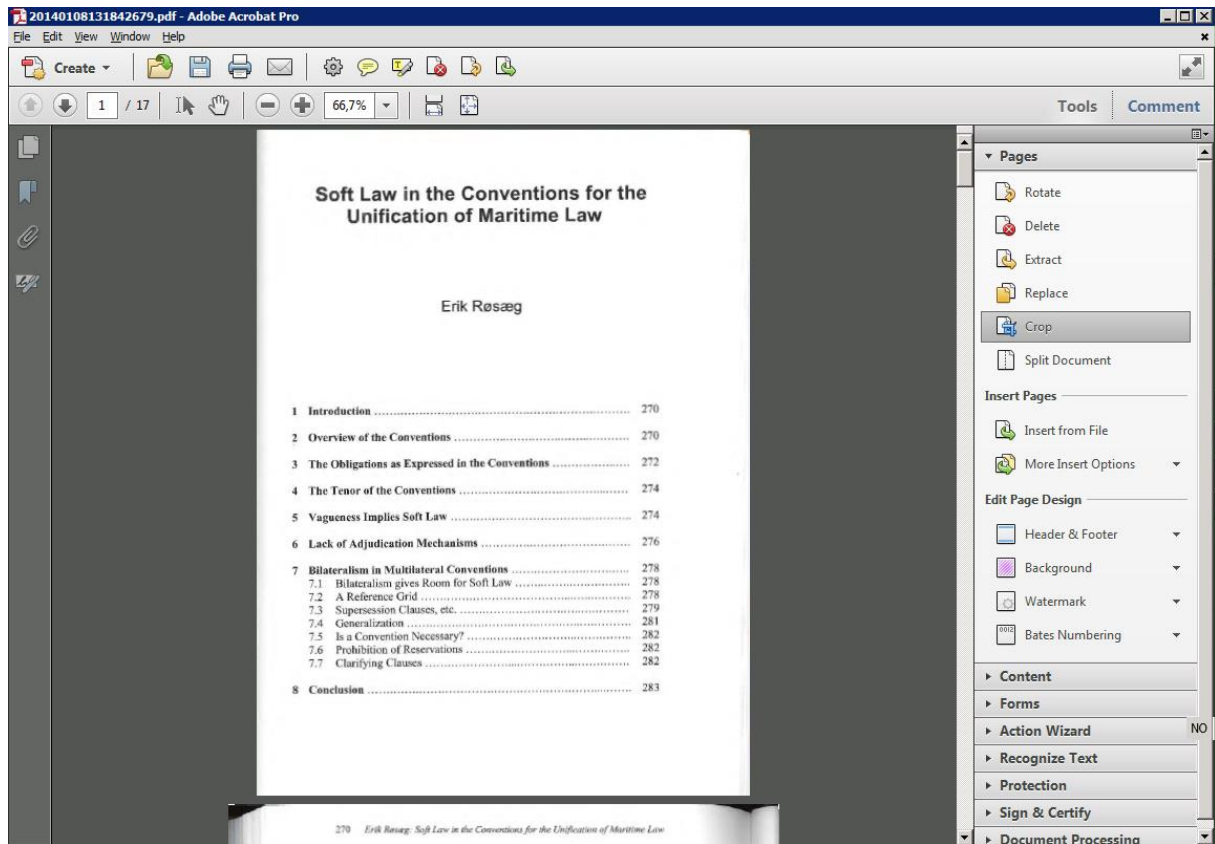 20140108131842679.pdf - Adobe Acrobat Pro
File Edit View Window Help
Create
1 / 17 66,7% Tools Comment
Soft Law in the Conventions for the
Unification of Maritime Law
Erik Røsæg
1 Introduction ........ 270
2 Overview of the Conventions ........ 270
3 The Obligations as Expressed in the Conventions ........ 272
4 The Tenor of the Conventions ........ 274
5 Vagueness Implies Soft Law ........ 274
6 Lack of Adjudication Mechanisms ........ 276
7 Bilateralism in Multilateral Conventions ........ 278
7.1 Bilateralism gives Room for Soft Law ........ 278
7.2 A Reference Grid ........ 278
7.3 Supersession Clauses, etc. ........ 279
7.4 Generalization ........ 281
7.5 Is a Convention Necessary? ........ 282
7.6 Prohibition of Reservations ........ 282
7.7 Clarifying Clauses ........ 282
8 Conclusion ........ 283
270 Erik Røsæg: Soft Law in the Conventions for the Unification of Maritime Law
Pages
Rotate
Delete
Extract
Replace
Crop
Split Document
Insert Pages
Insert from File
More Insert Options
Edit Page Design
Header & Footer
Background
Watermark
Bates Numbering
Content
Forms
Action Wizard
NO
Recognize Text
Protection
Sign & Certify
Document Processing